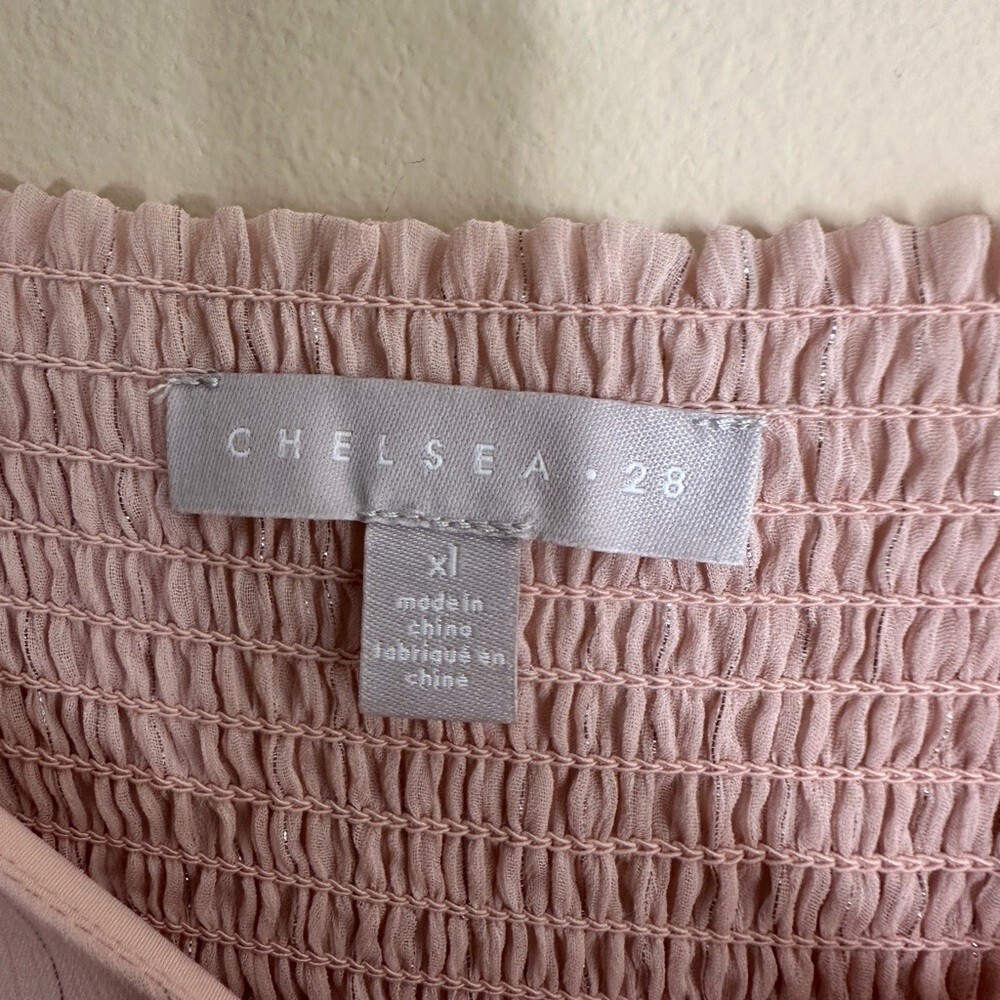 CHELSEA · 28
xl
made in
china
fabriqué en
chine